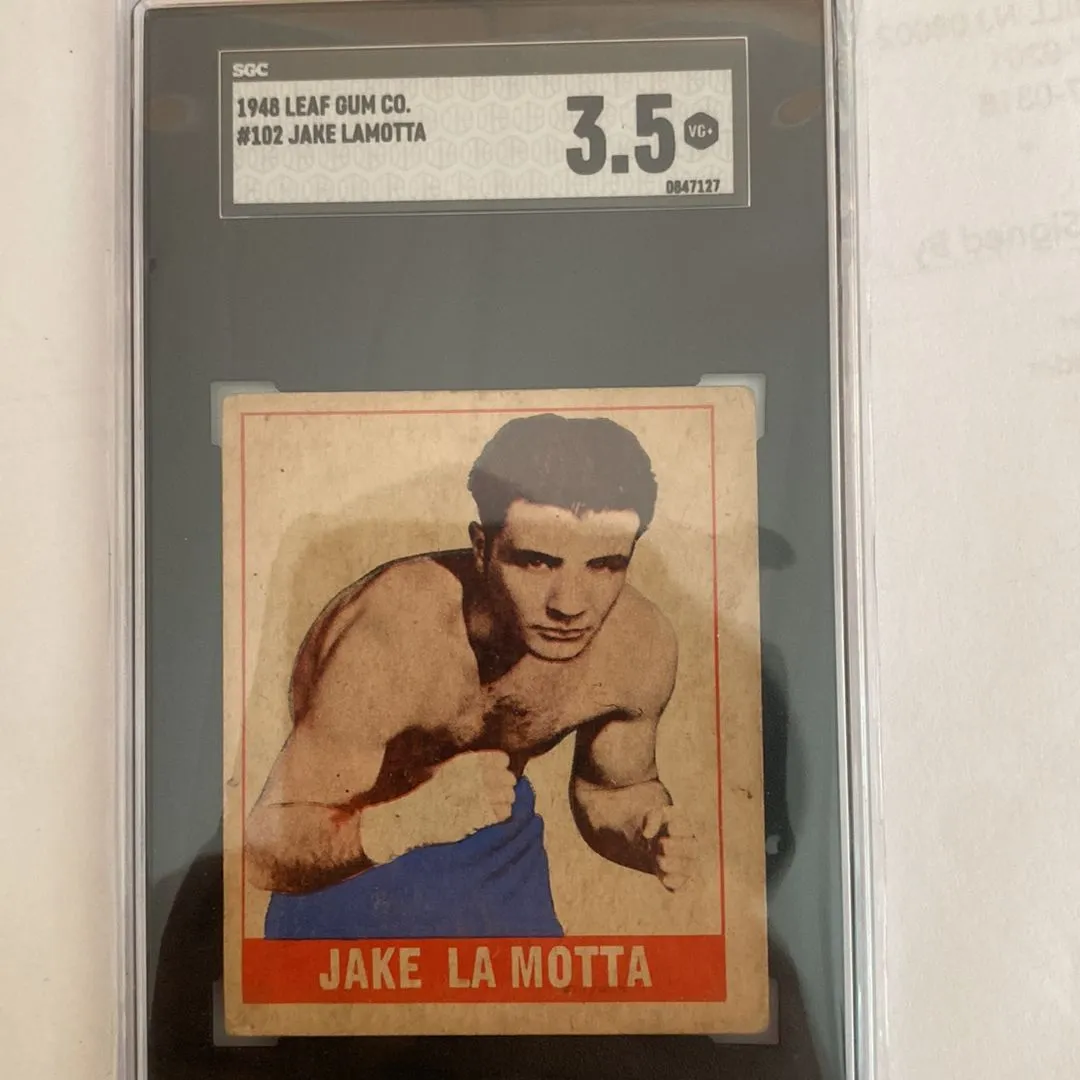 SGC
1948 LEAF GUM CO.
#102 JAKE LAMOTTA
3.5
VG+
0847127
JAKE LA MOTTA